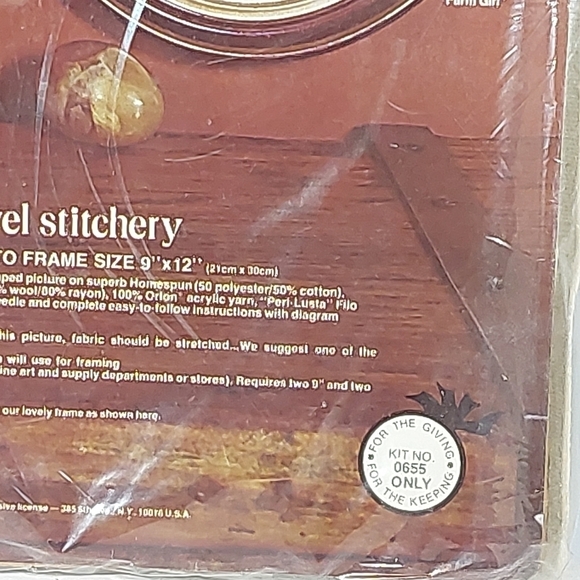 Farm Girl
vel stitchery
TO FRAME SIZE 9"x12" (21cm x 30cm)
ped picture on superb Homespun (50 polyester/50% cotton),
% wool/80% rayon), 100% Orlon* acrylic yarn, "Peri-Lusta" Filo
edle and complete easy-to-follow instructions with diagram
his picture, fabric should be stretched...We suggest one of the
will use for framing
ine art and supply departments or stores). Requires two 9" and two
our lovely frame as shown here.
sive license — 385 N.Y. 10016 U.S.A.
FOR THE GIVING
KIT NO.
0655
ONLY
FOR THE KEEPING